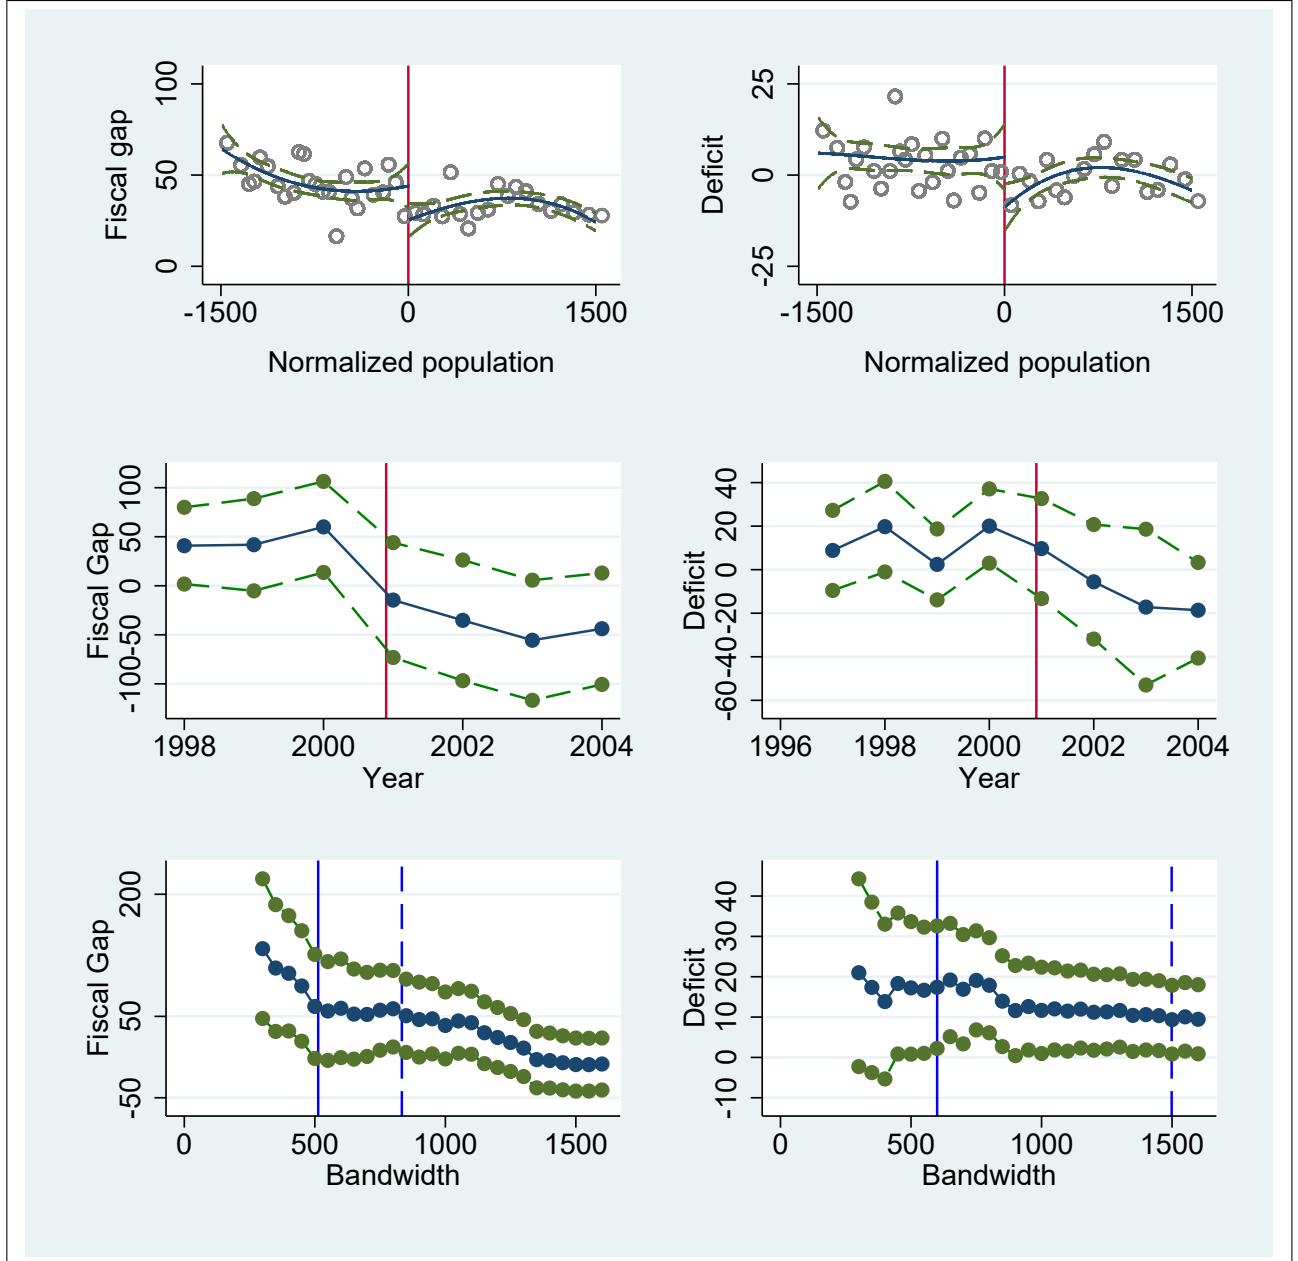 Fiscal gap
100
50
0
-1500 0 1500
Normalized population
Deficit
25
0
-25
-1500 0 1500
Normalized population
Fiscal Gap
100
50
0
-50
-100
1998 2000 2002 2004
Year
Deficit
40
20
0
-20
-40
-60
1996 1998 2000 2002 2004
Year
Fiscal Gap
200
50
-50
0 500 1000 1500
Bandwidth
Deficit
40
30
20
10
0
-10
0 500 1000 1500
Bandwidth